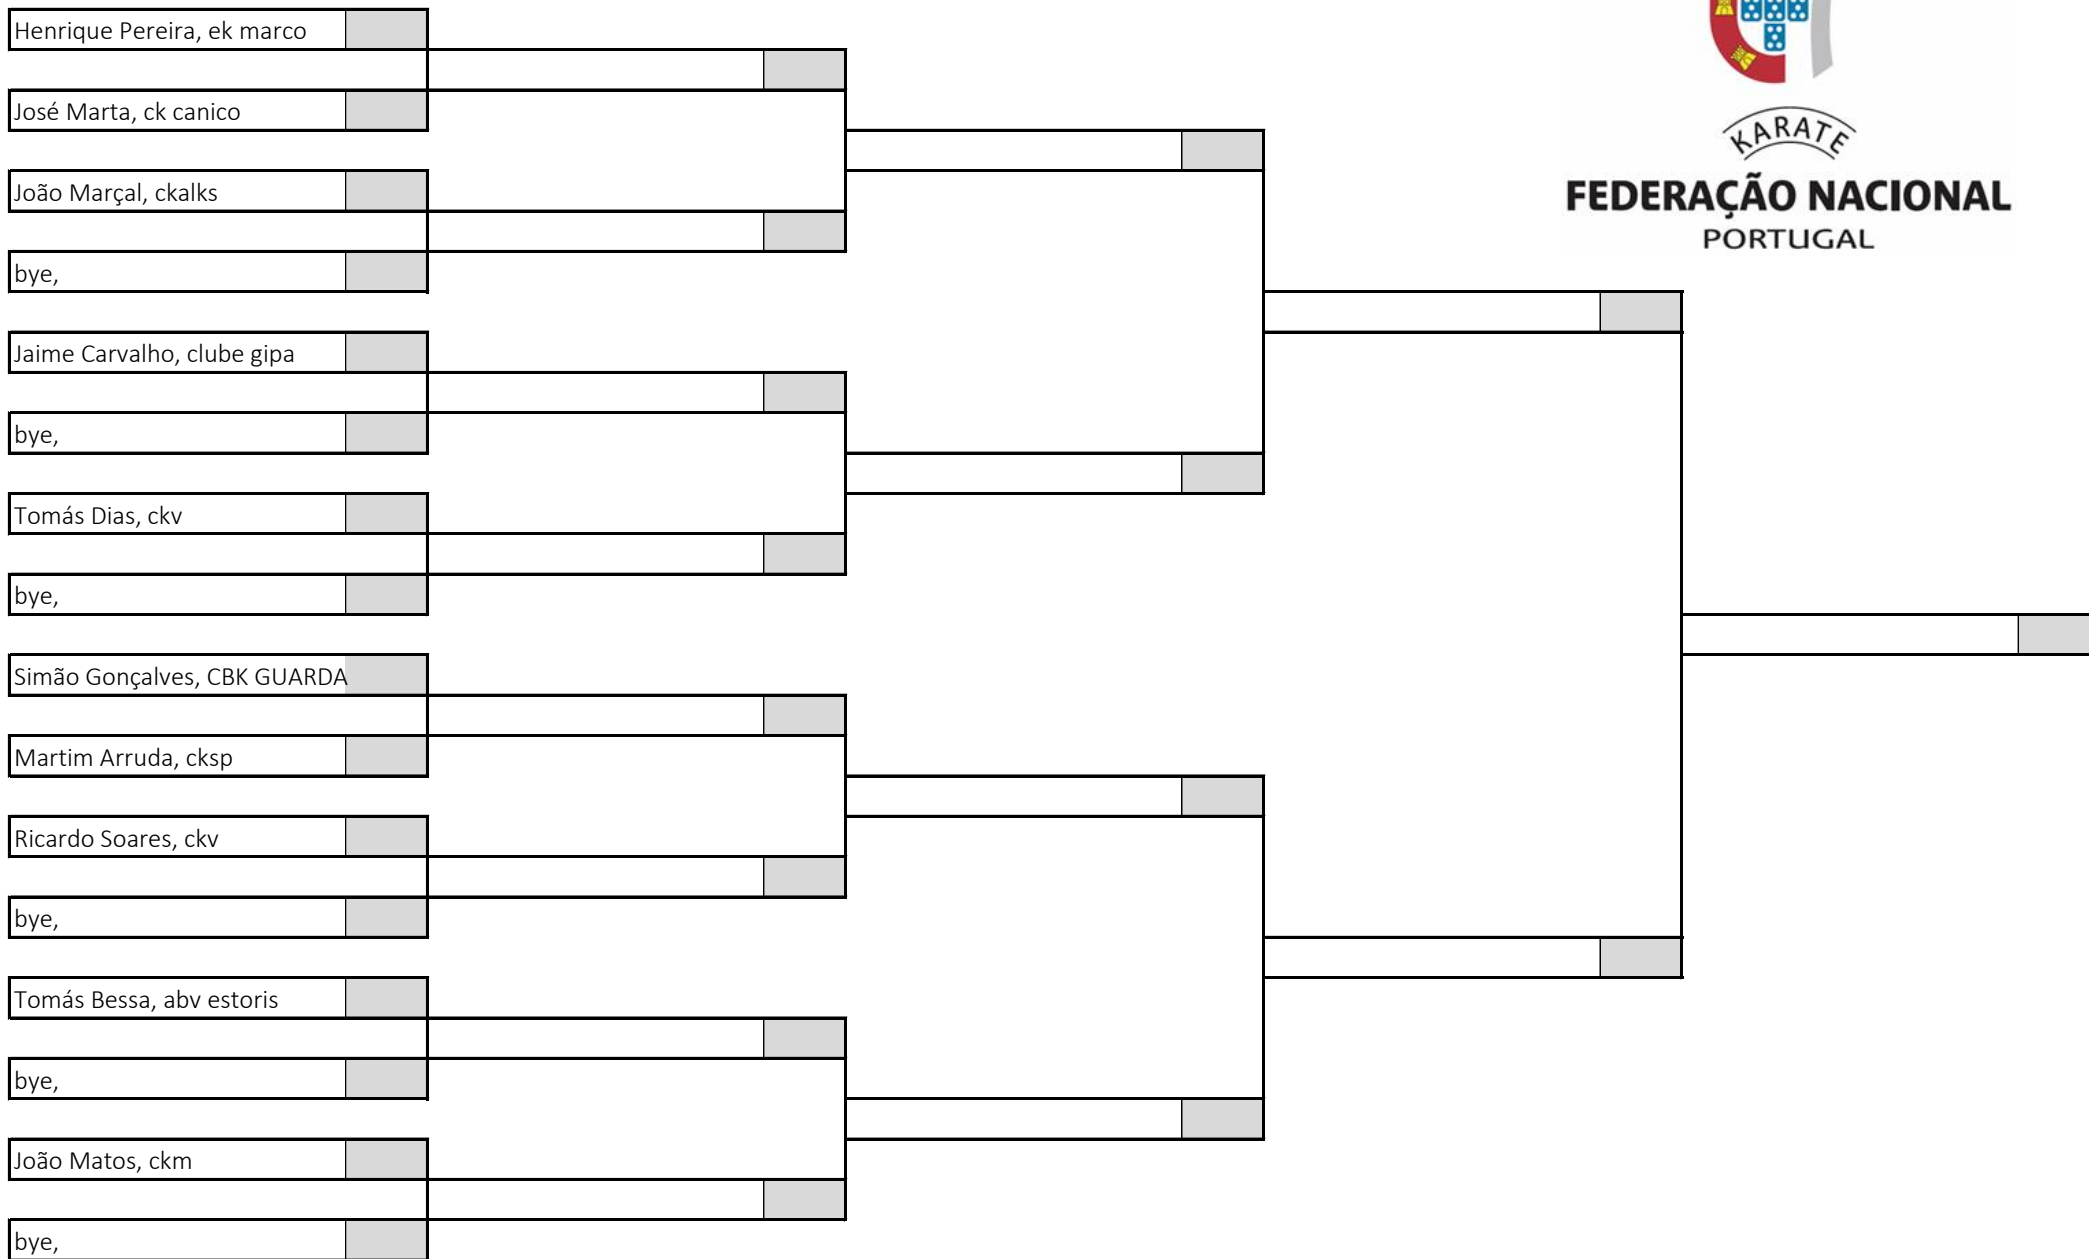 Henrique Pereira, ek marco
José Marta, ck canico
João Marçal, ckalks
bye,
Jaime Carvalho, clube gipa
bye,
Tomás Dias, ckv
bye,
Simão Gonçalves, CBK GUARDA
Martim Arruda, cksp
Ricardo Soares, ckv
bye,
Tomás Bessa, abv estoris
bye,
João Matos, ckm
bye,
KARATE
FEDERAÇÃO NACIONAL
PORTUGAL